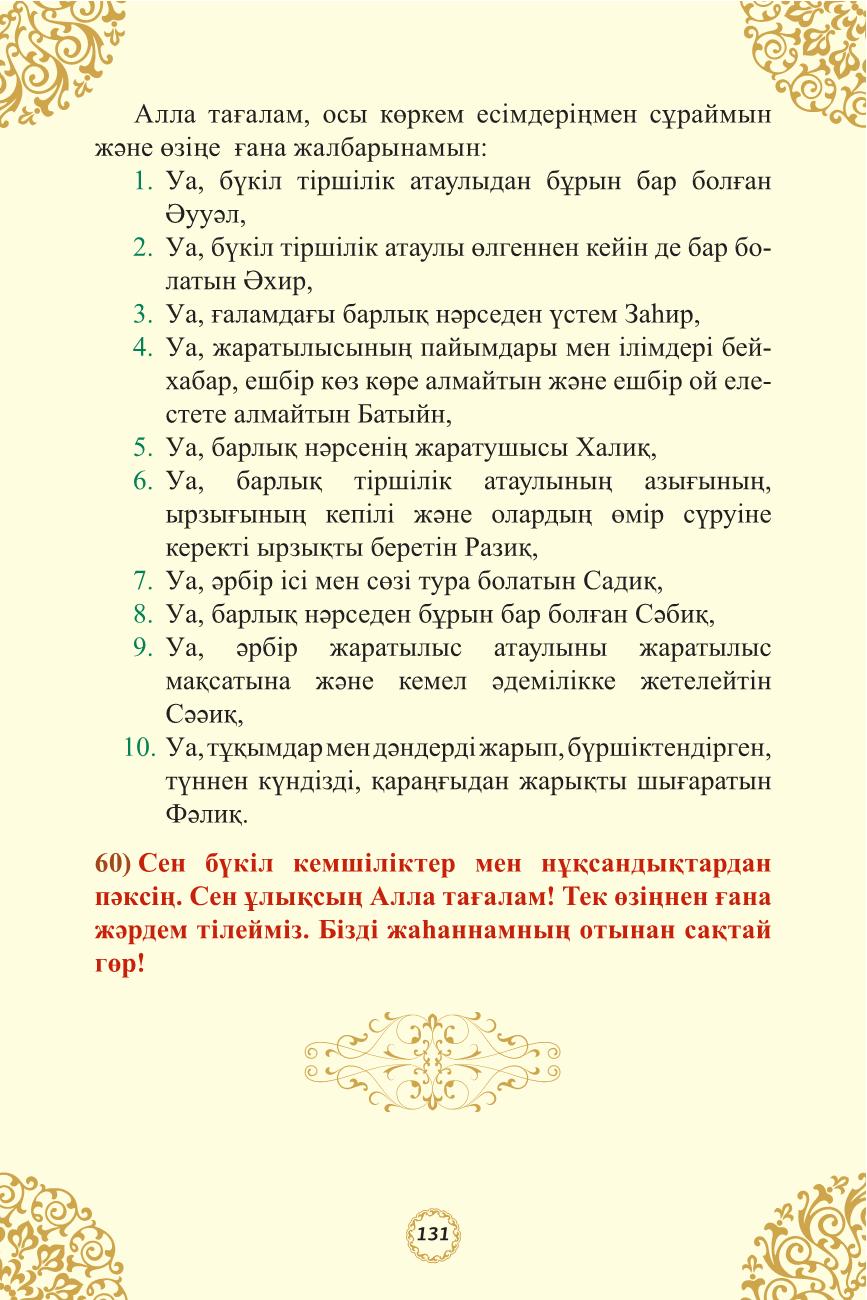 Алла тағалам, осы көркем есімдеріңмен сұраймын
және өзіңе ғана жалбарынамын:
1. Уа, бүкіл тіршілік атаулыдан бұрын бар болған
Әууәл,
2. Уа, бүкіл тіршілік атаулы өлгеннен кейін де бар бо-
латын Әхир,
3. Уа, ғаламдағы барлық нәрседен үстем Заһир,
4. Уа, жаратылысының пайымдары мен ілімдері бей-
хабар, ешбір көз көре алмайтын және ешбір ой еле-
стете алмайтын Батыйн,
5. Уа, барлық нәрсенің жаратушысы Халиқ,
6. Уа, барлық тіршілік атаулының азығының,
ырзығының кепілі және олардың өмір сүруіне
керекті ырзықты беретін Разиқ,
7. Уа, әрбір ісі мен сөзі тура болатын Садиқ,
8. Уа, барлық нәрседен бұрын бар болған Сәбиқ,
9. Уа, әрбір жаратылыс атаулыны жаратылыс
мақсатына және кемел әдемілікке жетелейтін
Сәәиқ,
10. Уа, тұқымдар мен дәндерді жарып, бүршіктендірген,
түннен күндізді, қараңғыдан жарықты шығаратын
Фәлиқ.
60) Сен бүкіл кемшіліктер мен нұқсандықтардан
пәксің. Сен ұлықсың Алла тағалам! Тек өзіңнен ғана
жәрдем тілейміз. Бізді жаһаннамның отынан сақтай
гөр!
131